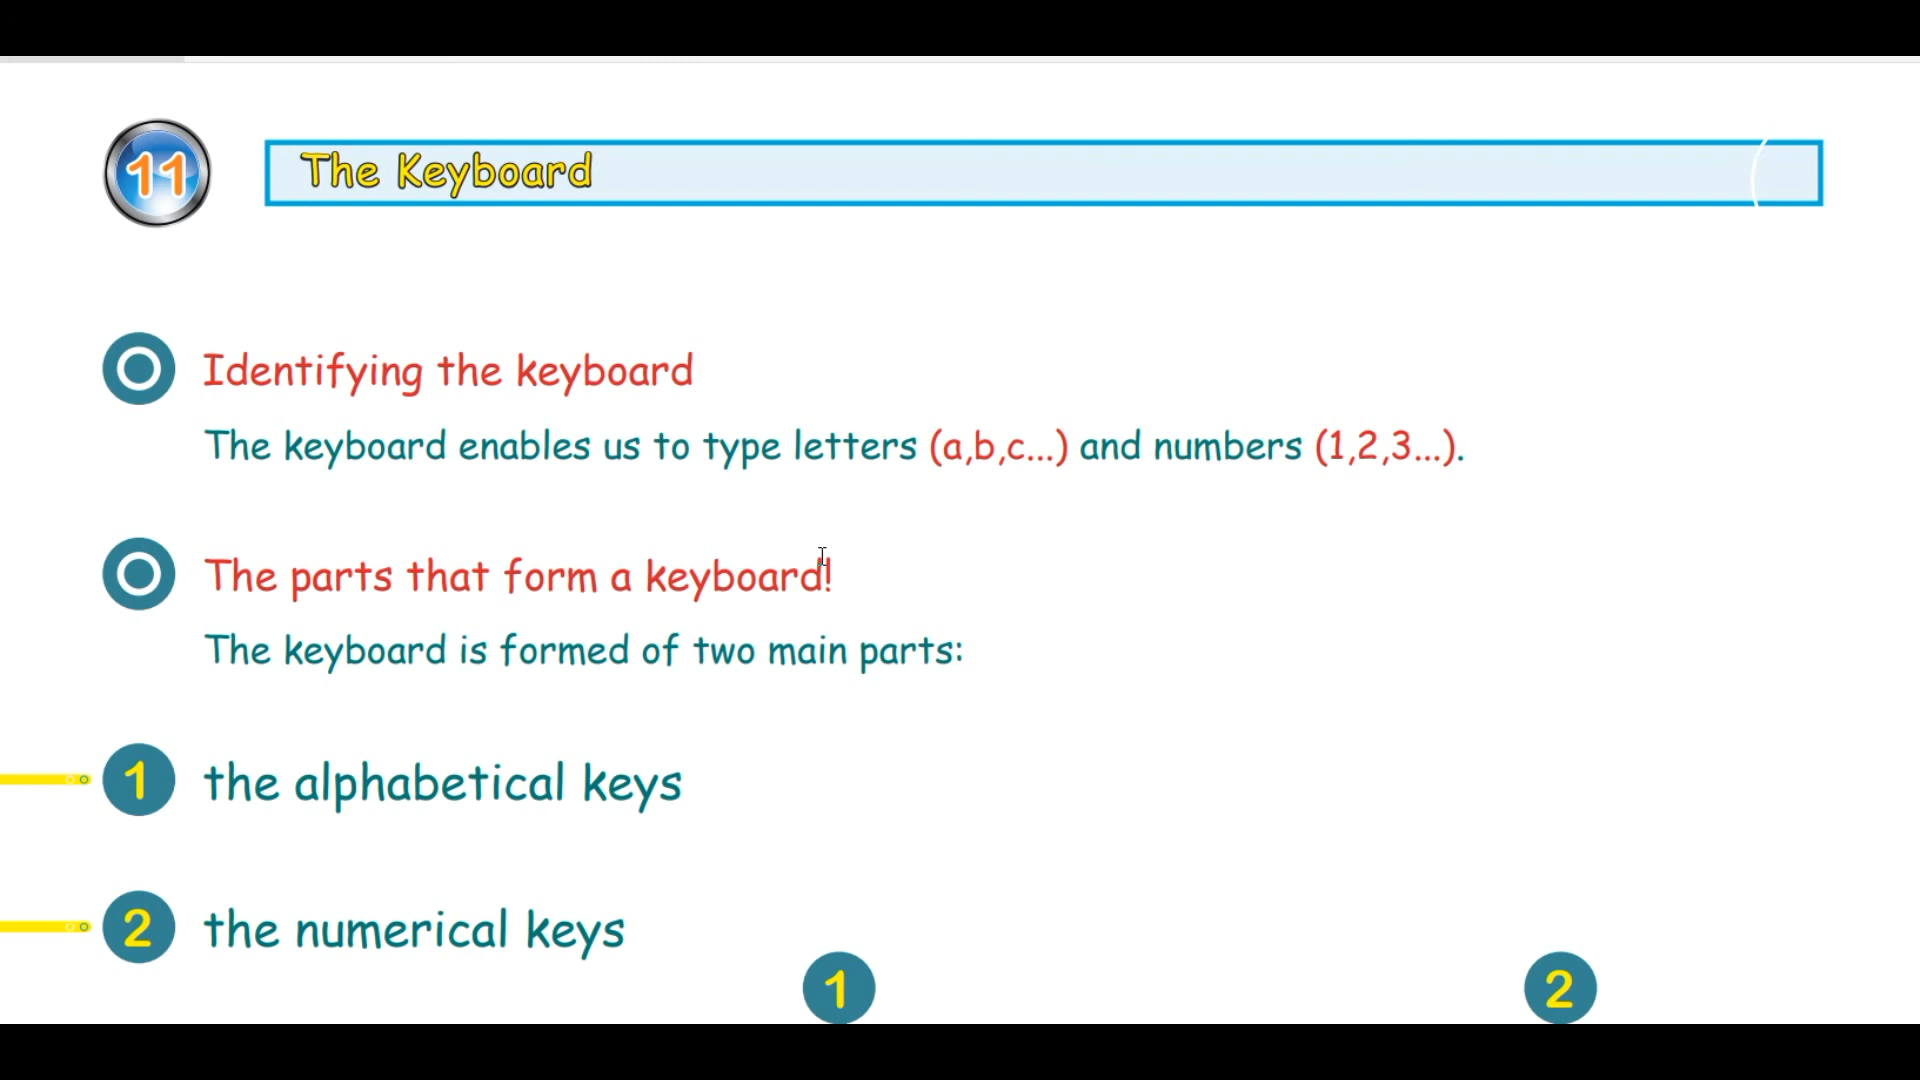 11
The Keyboard
Identifying the keyboard
The keyboard enables us to type letters (a,b,c...) and numbers (1,2,3...).
The parts that form a keyboard!
The keyboard is formed of two main parts:
1 the alphabetical keys
2 the numerical keys
1 2